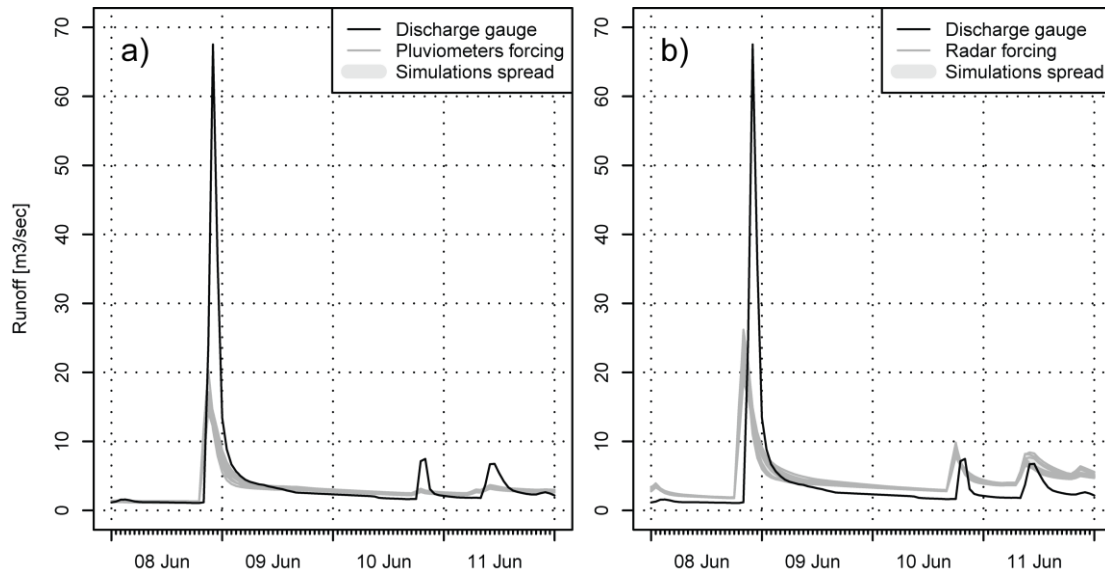 a)
Discharge gauge
Pluviometers forcing
Simulations spread
Runoff [m3/sec]
70
60
50
40
30
20
10
0
08 Jun 09 Jun 10 Jun 11 Jun
b)
Discharge gauge
Radar forcing
Simulations spread
70
60
50
40
30
20
10
0
08 Jun 09 Jun 10 Jun 11 Jun